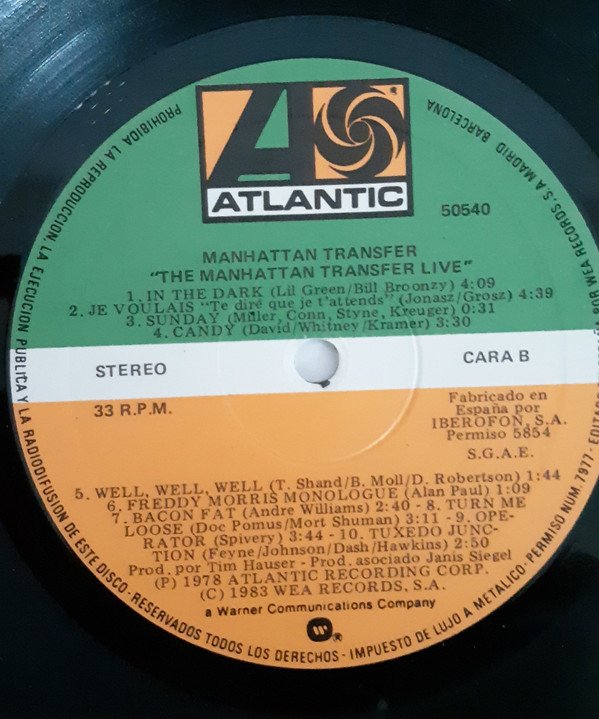 ATLANTIC
®
50540
MANHATTAN TRANSFER
"THE MANHATTAN TRANSFER LIVE"
1. IN THE DARK (Lil Green/Bill Broonzy) 4:09
2. JE VOULAIS "Te diré que je t'attends" (Jonasz/Grosz) 4:39
3. SUNDAY (Miller, Conn, Styne, Kreuger) 0:31
4. CANDY (David/Whitney/Kramer) 3:30
STEREO
CARA B
33 R.P.M.
Fabricado en
España por
IBEROFON, S.A.
Permiso 5854
S.G.A.E.
5. WELL, WELL, WELL (T. Shand/B. Moll/D. Robertson) 1:44
6. FREDDY MORRIS MONOLOGUE (Alan Paul) 1:09
7. BACON FAT (Andre Williams) 2:40 - 8. TURN ME
LOOSE (Doc Pomus/Mort Shuman) 3:11 - 9. OPE-
RATOR (Spivery) 3:44 - 10. TUXEDO JUNC-
TION (Feyne/Johnson/Dash/Hawkins) 2:50
Prod. por Tim Hauser - Prod. asociado Janis Siegel
(P) 1978 ATLANTIC RECORDING CORP.
(C) 1983 WEA RECORDS, S.A.
a Warner Communications Company
®
PROHIBIDA LA REPRODUCCION, LA EJECUCION PUBLICA Y LA RADIODIFUSION DE ESTE DISCO - RESERVADOS TODOS LOS DERECHOS - IMPUESTO DE LUJO A METALICO - PERMISO NUM. 7977 - POR WEA RECORDS, S.A. MADRID BARCELONA